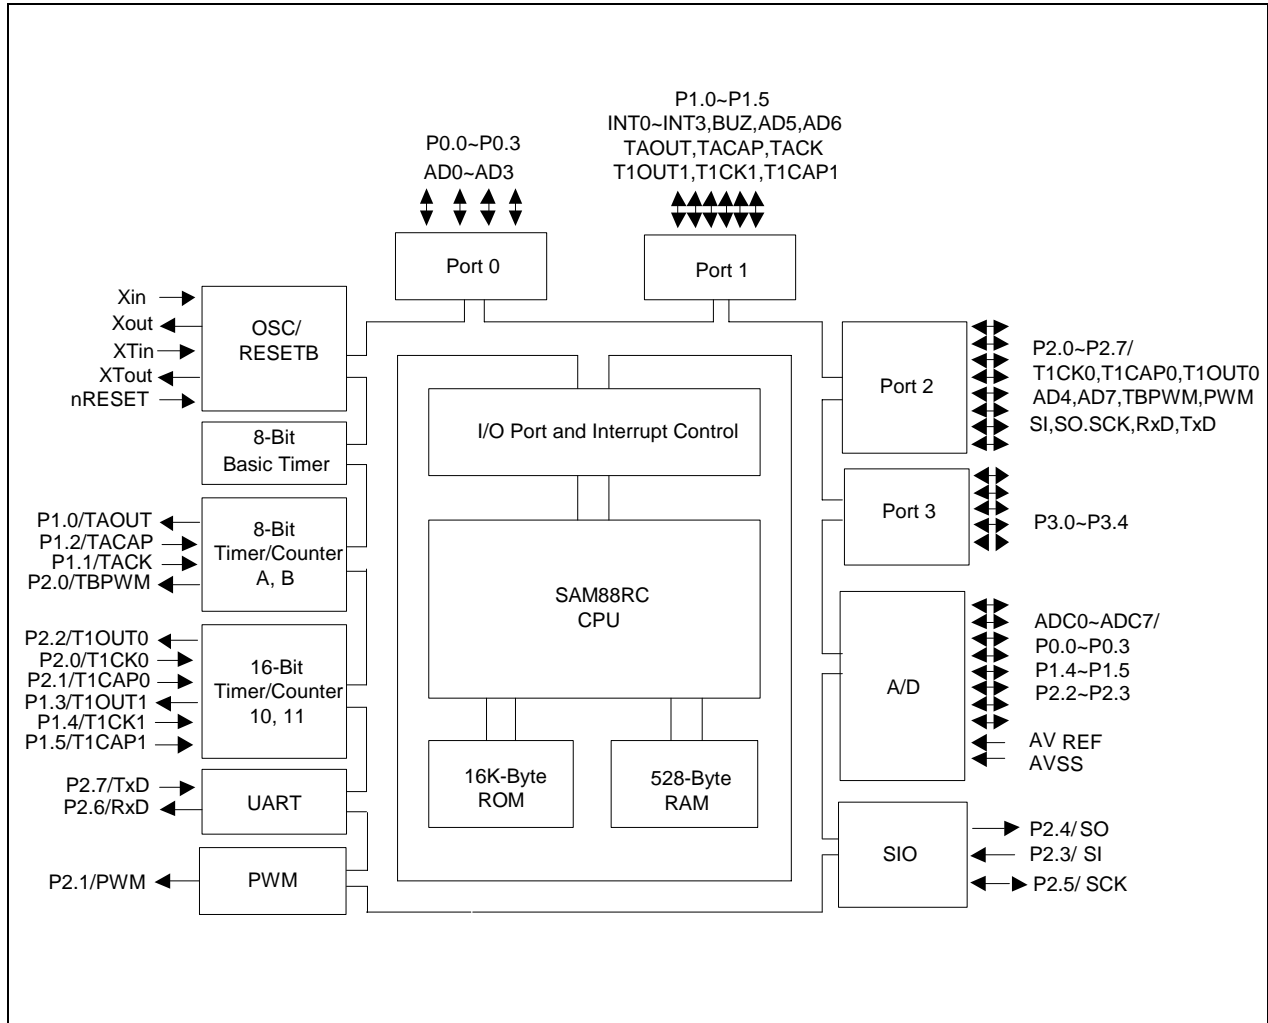 P1.0~P1.5
INT0~INT3,BUZ,AD5,AD6
TAOUT,TACAP,TACK
T1OUT1,T1CK1,T1CAP1
P0.0~P0.3
AD0~AD3
Port 0
Port 1
Xin
Xout
XTin
XTout
nRESET
OSC/
RESETB
8-Bit
Basic Timer
P1.0/TAOUT
P1.2/TACAP
P1.1/TACK
P2.0/TBPWM
8-Bit
Timer/Counter
A, B
P2.2/T1OUT0
P2.0/T1CK0
P2.1/T1CAP0
P1.3/T1OUT1
P1.4/T1CK1
P1.5/T1CAP1
16-Bit
Timer/Counter
10, 11
P2.7/TxD
P2.6/RxD
UART
P2.1/PWM
PWM
I/O Port and Interrupt Control
SAM88RC
CPU
16K-Byte
ROM
528-Byte
RAM
Port 2
P2.0~P2.7/
T1CK0,T1CAP0,T1OUT0
AD4,AD7,TBPWM,PWM
SI,SO.SCK,RxD,TxD
Port 3
P3.0~P3.4
A/D
ADC0~ADC7/
P0.0~P0.3
P1.4~P1.5
P2.2~P2.3
AV REF
AVSS
SIO
P2.4/ SO
P2.3/ SI
P2.5/ SCK